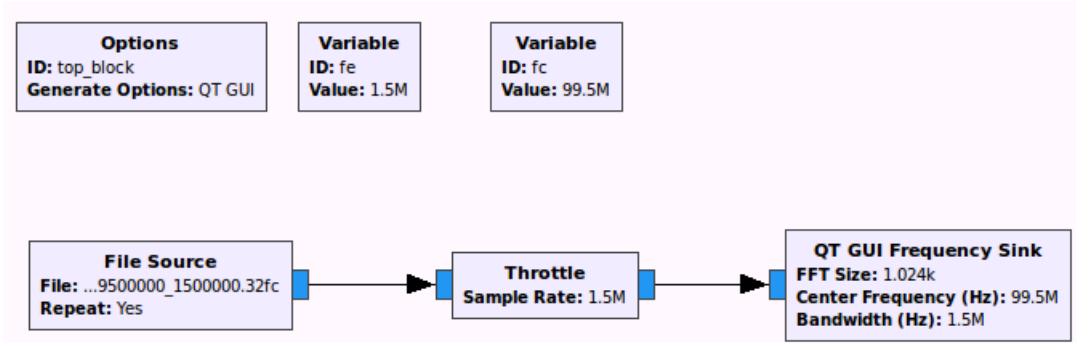 Options
ID: top_block
Generate Options: QT GUI
Variable
ID: fe
Value: 1.5M
Variable
ID: fc
Value: 99.5M
File Source
File: ...9500000_1500000.32fc
Repeat: Yes
Throttle
Sample Rate: 1.5M
QT GUI Frequency Sink
FFT Size: 1.024k
Center Frequency (Hz): 99.5M
Bandwidth (Hz): 1.5M